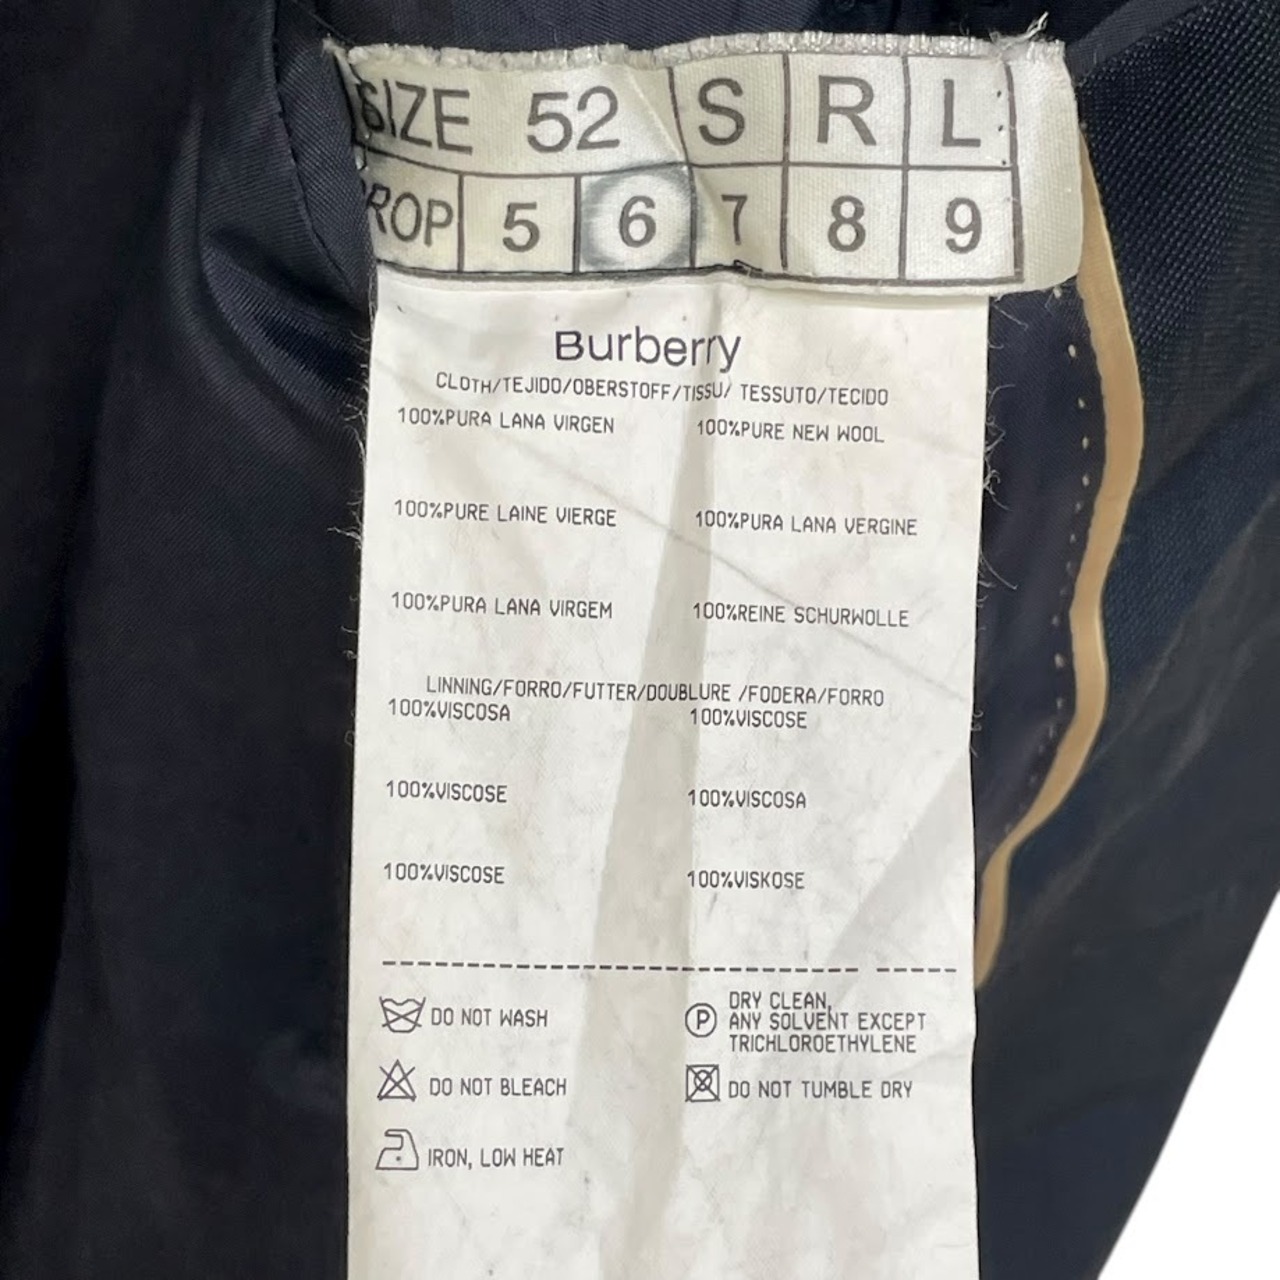 SIZE 52 S R L
ROP 5 6 7 8 9
Burberry
CLOTH/TEJIDO/OBERSTOFF/TISSU/ TESSUTO/TECIDO
100%PURA LANA VIRGEN 100%PURE NEW WOOL
100%PURE LAINE VIERGE 100%PURA LANA VERGINE
100%PURA LANA VIRGEM 100%REINE SCHURWOLLE
LINNING/FORRO/FUTTER/DOUBLURE /FODERA/FORRO
100%VISCOSA 100%VISCOSE
100%VISCOSE 100%VISCOSA
100%VISCOSE 100%VISKOSE
DO NOT WASH
P DRY CLEAN,
ANY SOLVENT EXCEPT
TRICHLOROETHYLENE
DO NOT BLEACH
DO NOT TUMBLE DRY
IRON, LOW HEAT